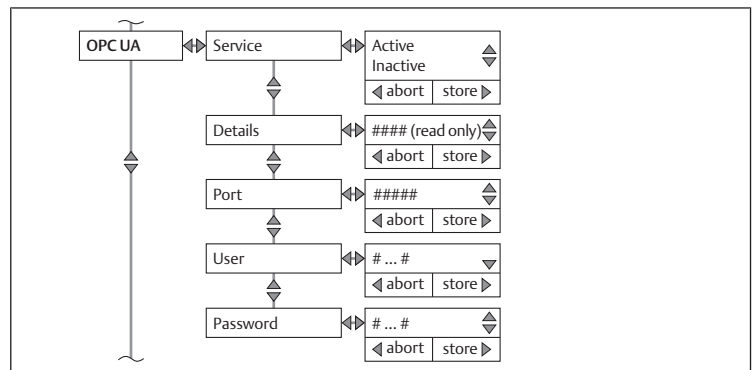 OPC UA
Service
Active
Inactive
abort
store
Details
#### (read only)
abort
store
Port
#####
abort
store
User
# ... #
abort
store
Password
# ... #
abort
store